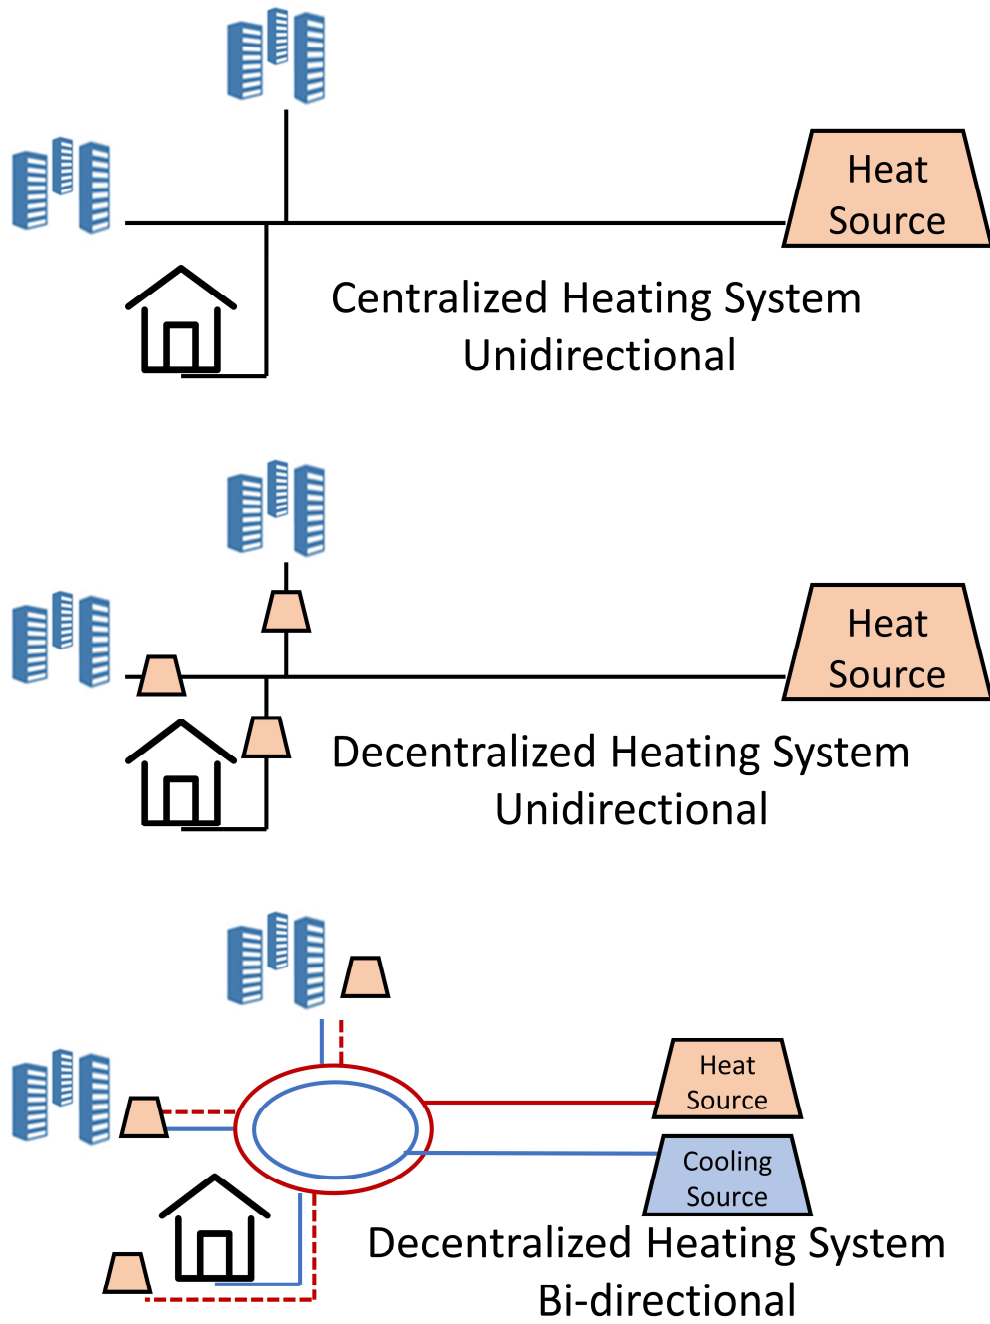 Heat
Source
Centralized Heating System
Unidirectional
Heat
Source
Decentralized Heating System
Unidirectional
Heat
Source
Cooling
Source
Decentralized Heating System
Bi-directional